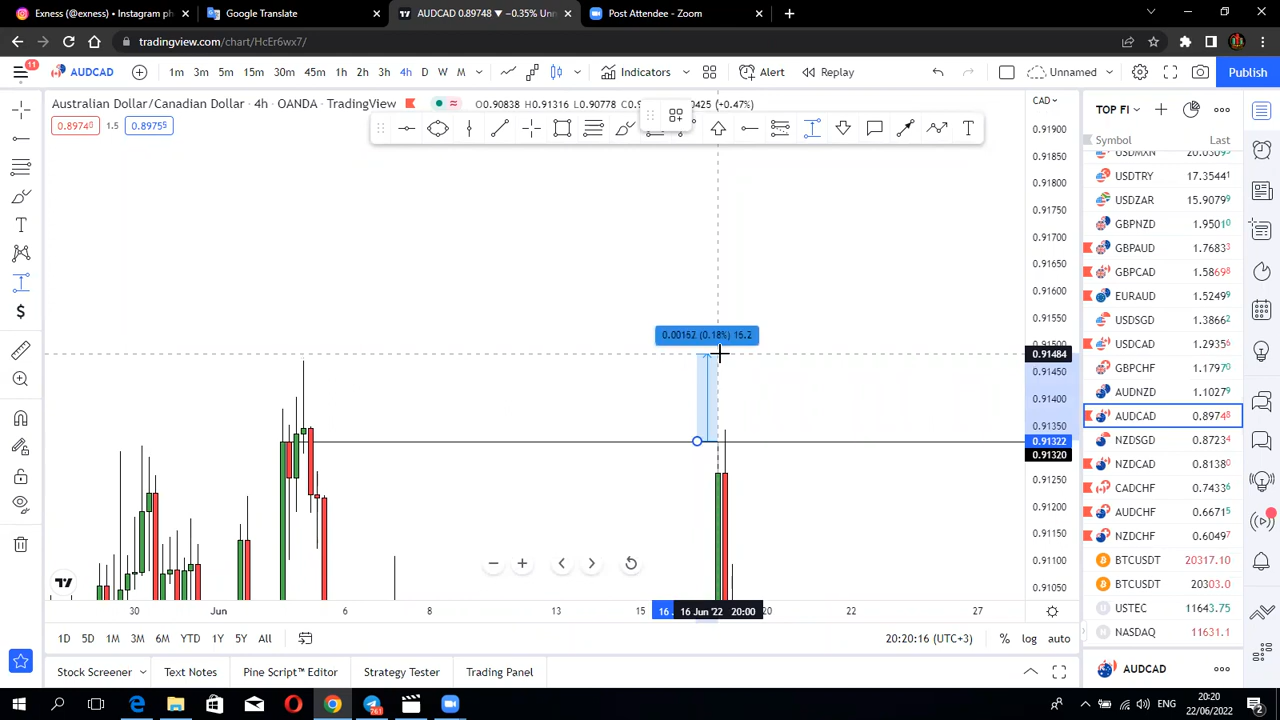 Exness (@exness) • Instagram ph
Google Translate
AUDCAD 0.89748 ▼ −0.35% Un
Post Attendee - Zoom
tradingview.com/chart/HcEr6wx7/
11
AUDCAD
1m 3m 5m 15m 30m 45m 1h 2h 3h 4h D W M
Indicators
Alert
Replay
Unnamed
Publish
Australian Dollar/Canadian Dollar · 4h · OANDA · TradingView
O0.90838 H0.91316 L0.90778 C0.9 0425 (+0.47%)
0.89740 1.5 0.89755
CAD
0.91900
0.91850
0.91800
0.91750
0.91700
0.91650
0.91600
0.91550
0.91500
0.91484
0.91450
0.91400
0.91350
0.91322
0.91320
0.91250
0.91200
0.91150
0.91100
0.91050
0.00162 (0.18%) 16.2
30 Jun 6 8 13 15 16 16 Jun '22 20:00 20 22 27
1D 5D 1M 3M 6M YTD 1Y 5Y All
20:20:16 (UTC+3) % log auto
Stock Screener
Text Notes
Pine Script™ Editor
Strategy Tester
Trading Panel
TOP FI
Symbol Last
USDMXN 20.03095
USDTRY 17.35441
USDZAR 15.90799
GBPNZD 1.95010
GBPAUD 1.76833
GBPCAD 1.58698
EURAUD 1.52499
USDSGD 1.38662
USDCAD 1.29356
GBPCHF 1.17970
AUDNZD 1.10279
AUDCAD 0.89748
NZDSGD 0.87234
NZDCAD 0.81380
CADCHF 0.74336
AUDCHF 0.66715
NZDCHF 0.60497
BTCUSDT 20317.10
BTCUSDT 20303.0
USTEC 11643.75
NASDAQ 11631.1
AUDCAD
261
ENG
20:20
22/06/2022
2